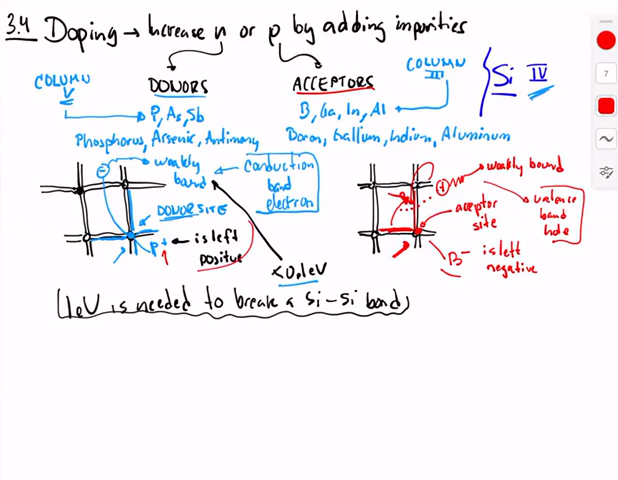 3.4 Doping → Increase n or p by adding impurities
COLUMN V
DONORS
ACCEPTORS
COLUMN III
Si IV
P, As, Sb
B, Ga, In, Al
Phosphorus, Arsenic, Antimony
Boron, Gallium, Indium, Aluminum
- weakly bound
conduction band electron
DONOR SITE
P+ ← is left positive
<0.1eV
+ weakly bound
acceptor site
valence band hole
B- is left negative
1eV is needed to break a Si-Si bond